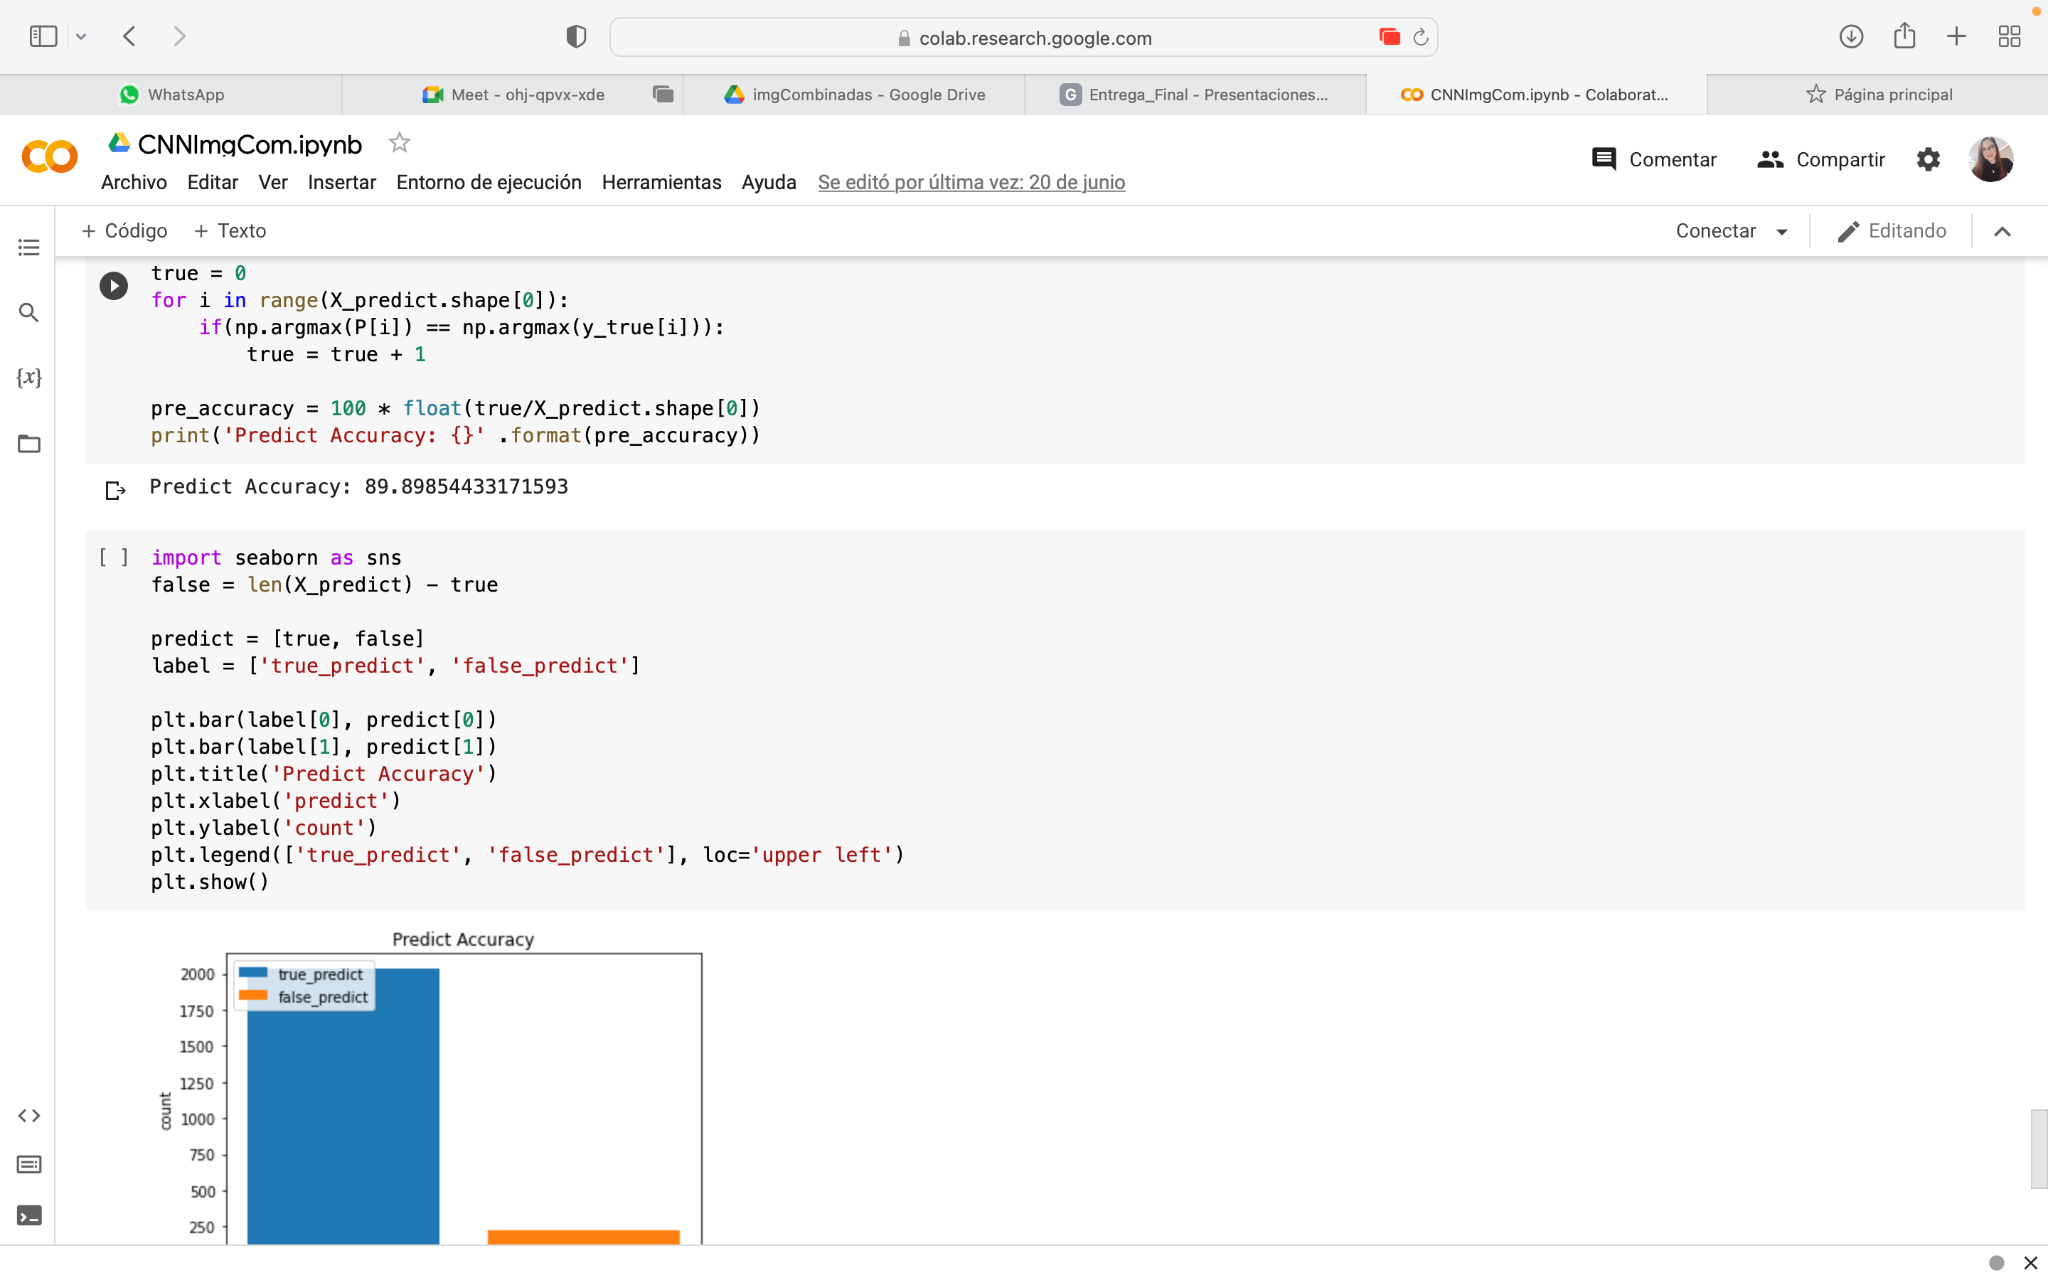 colab.research.google.com
WhatsApp
Meet - ohj-qpvx-xde
imgCombinadas - Google Drive
G Entrega_Final - Presentaciones...
CNNImgCom.ipynb - Colaborat...
Página principal
CNNImgCom.ipynb
Comentar
Compartir
Archivo Editar Ver Insertar Entorno de ejecución Herramientas Ayuda Se editó por última vez: 20 de junio
+ Código + Texto
Conectar
Editando
true = 0
for i in range(X_predict.shape[0]):
    if(np.argmax(P[i]) == np.argmax(y_true[i])):
        true = true + 1
pre_accuracy = 100 * float(true/X_predict.shape[0])
print('Predict Accuracy: {}' .format(pre_accuracy))
Predict Accuracy: 89.89854433171593
[ ] import seaborn as sns
false = len(X_predict) - true
predict = [true, false]
label = ['true_predict', 'false_predict']
plt.bar(label[0], predict[0])
plt.bar(label[1], predict[1])
plt.title('Predict Accuracy')
plt.xlabel('predict')
plt.ylabel('count')
plt.legend(['true_predict', 'false_predict'], loc='upper left')
plt.show()
Predict Accuracy
true_predict
false_predict
2000
1750
1500
1250
1000
750
500
250
count
{x}